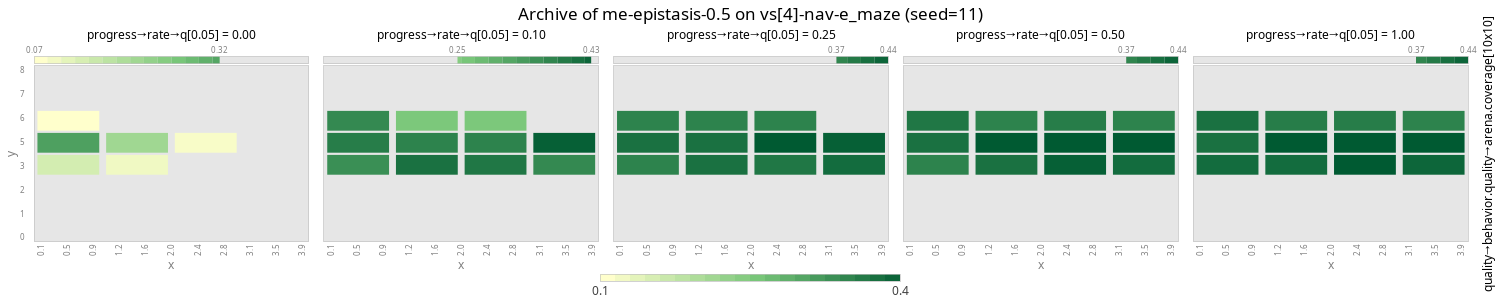 Archive of me-epistasis-0.5 on vs[4]-nav-e_maze (seed=11)
progress→rate→q[0.05] = 0.00
progress→rate→q[0.05] = 0.10
progress→rate→q[0.05] = 0.25
progress→rate→q[0.05] = 0.50
progress→rate→q[0.05] = 1.00
0.07 0.32
0.25 0.43
0.37 0.44
0.37 0.44
0.37 0.44
8
7
6
5
3
2
1
0
y
0.1 0.5 0.9 1.2 1.6 2.0 2.4 2.8 3.1 3.5 3.9
0.1 0.5 0.9 1.2 1.6 2.0 2.4 2.8 3.1 3.5 3.9
0.1 0.5 0.9 1.2 1.6 2.0 2.4 2.8 3.1 3.5 3.9
0.1 0.5 0.9 1.2 1.6 2.0 2.4 2.8 3.1 3.5 3.9
0.1 0.5 0.9 1.2 1.6 2.0 2.4 2.8 3.1 3.5 3.9
x
x
x
x
x
quality→behavior.quality→arena.coverage[10x10]
0.1 0.4